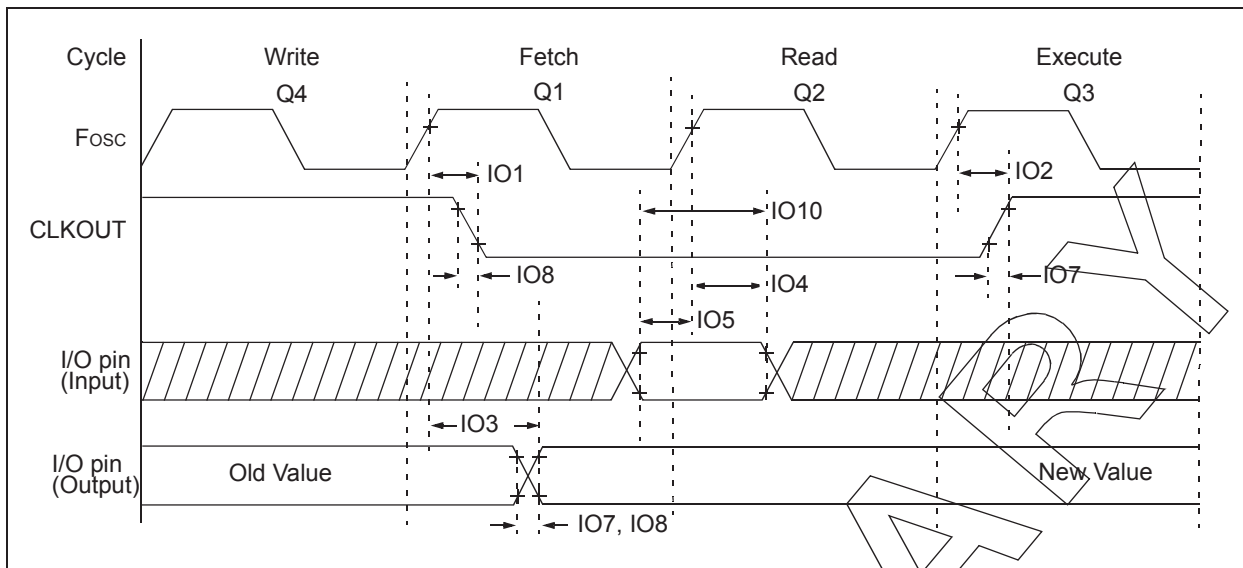 Cycle Write Fetch Read Execute
Q4 Q1 Q2 Q3
Fosc
IO1 IO2
CLKOUT
IO10
IO8 IO7
IO4
IO5
I/O pin
(Input)
IO3
I/O pin
(Output)
Old Value New Value
IO7, IO8
ARY